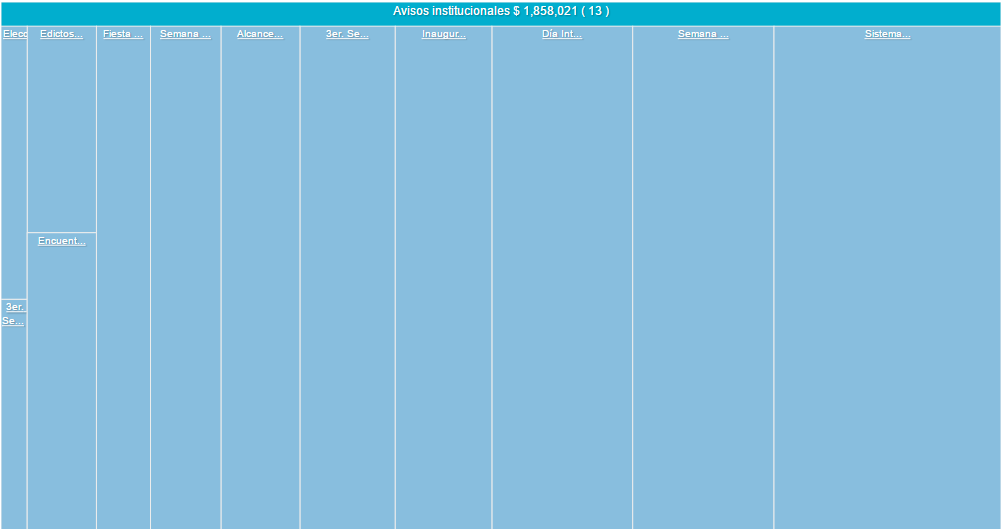 Avisos institucionales $ 1,858,021 ( 13 )
Elecc
Edictos...
Fiesta ...
Semana ...
Alcance...
3er. Se...
Inaugur...
Día Int...
Semana ...
Sistema...
Encuent...
3er.
Se...